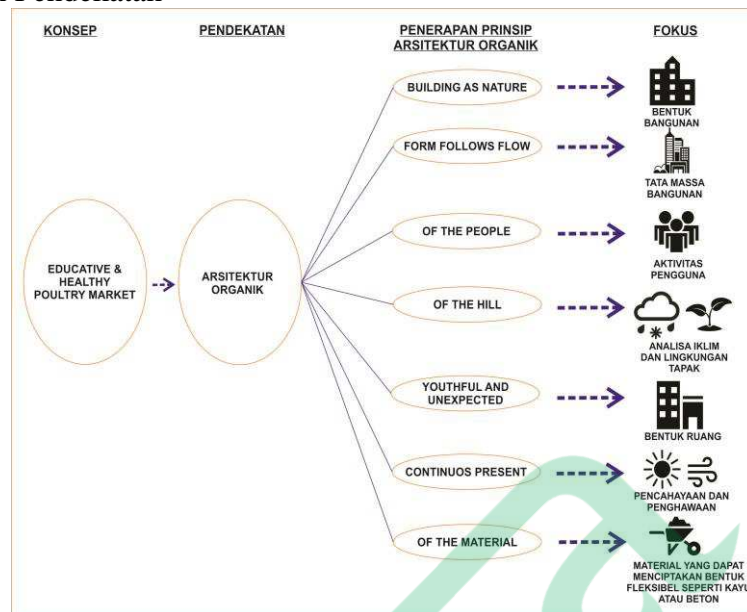 KONSEP
PENDEKATAN
PENERAPAN PRINSIP
ARSITEKTUR ORGANIK
FOKUS
BUILDING AS NATURE
BENTUK
BANGUNAN
FORM FOLLOWS FLOW
TATA MASSA
BANGUNAN
OF THE PEOPLE
AKTIVITAS
PENGGUNA
EDUCATIVE &
HEALTHY
POULTRY MARKET
ARSITEKTUR
ORGANIK
OF THE HILL
ANALISA IKLIM
DAN LINGKUNGAN
TAPAK
YOUTHFUL AND
UNEXPECTED
BENTUK RUANG
CONTINUOS PRESENT
PENCAHAYAAN DAN
PENGHAWAAN
OF THE MATERIAL
MATERIAL YANG DAPAT
MENCIPTAKAN BENTUK
FLEKSIBEL SEPERTI KAYU
ATAU BETON